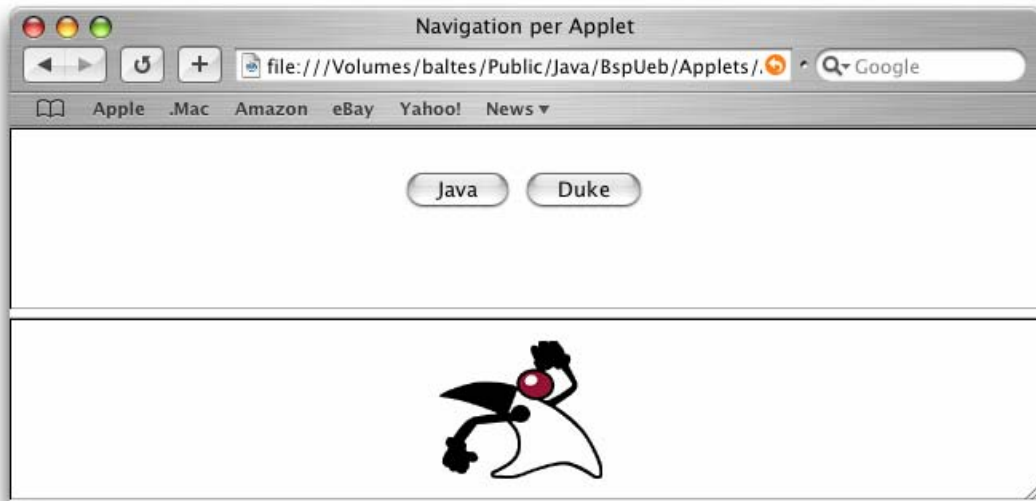 Navigation per Applet
file:///Volumes/baltes/Public/Java/BspUeb/Applets/. Google
Apple .Mac Amazon eBay Yahoo! News
Java Duke